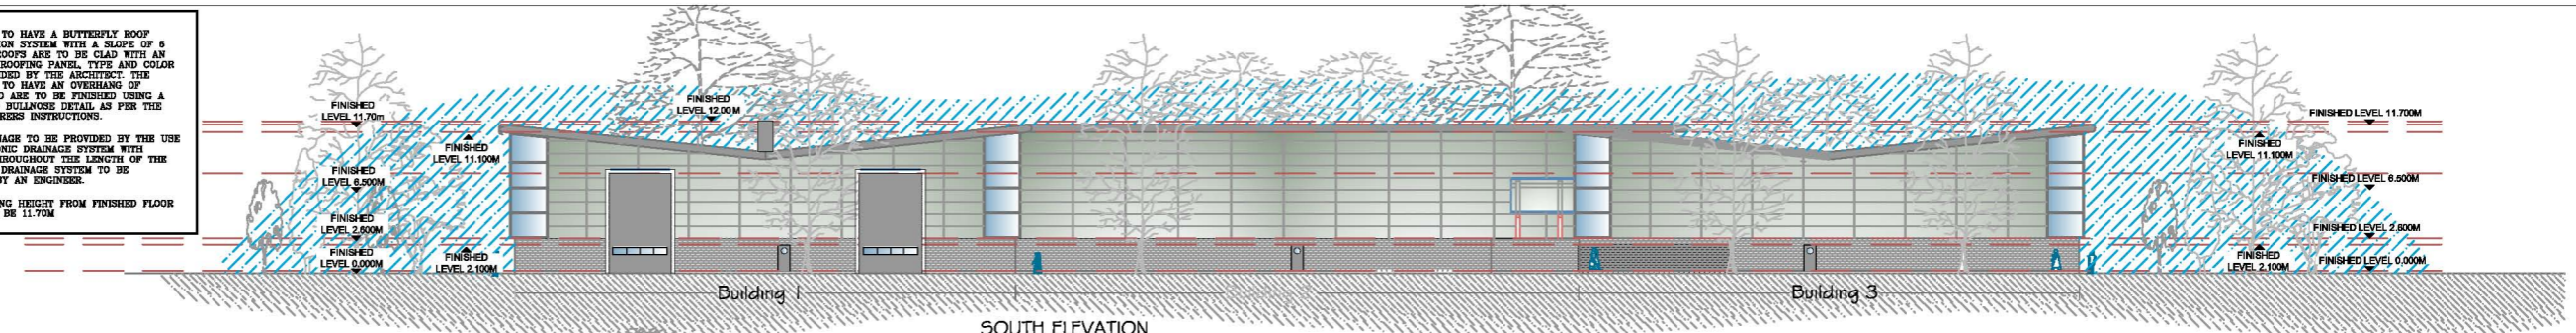 TO HAVE A BUTTERFLY ROOF
ON SYSTEM WITH A SLOPE OF 6
ROOFS ARE TO BE CLAD WITH AN
ROOFING PANEL, TYPE AND COLOR
DED BY THE ARCHITECT. THE
TO HAVE AN OVERHANG OF
ARE TO BE FINISHED USING A
BULLNOSE DETAIL AS PER THE
RERS INSTRUCTIONS.
NAGE TO BE PROVIDED BY THE USE
NIC DRAINAGE SYSTEM WITH
ROUGHOUT THE LENGTH OF THE
DRAINAGE SYSTEM TO BE
BY AN ENGINEER.
NG HEIGHT FROM FINISHED FLOOR
BE 11.70M
FINISHED
LEVEL 11.70m
FINISHED
LEVEL 11.100M
FINISHED
LEVEL 6.500M
FINISHED
LEVEL 2.600M
FINISHED
LEVEL 0.000M
FINISHED
LEVEL 2.100M
FINISHED
LEVEL 12.00 M
FINISHED LEVEL 11.700M
FINISHED
LEVEL 11.100M
FINISHED LEVEL 6.500M
FINISHED LEVEL 2.600M
FINISHED
LEVEL 2.100M
FINISHED LEVEL 0.000M
Building 1
Building 3
SOUTH ELEVATION